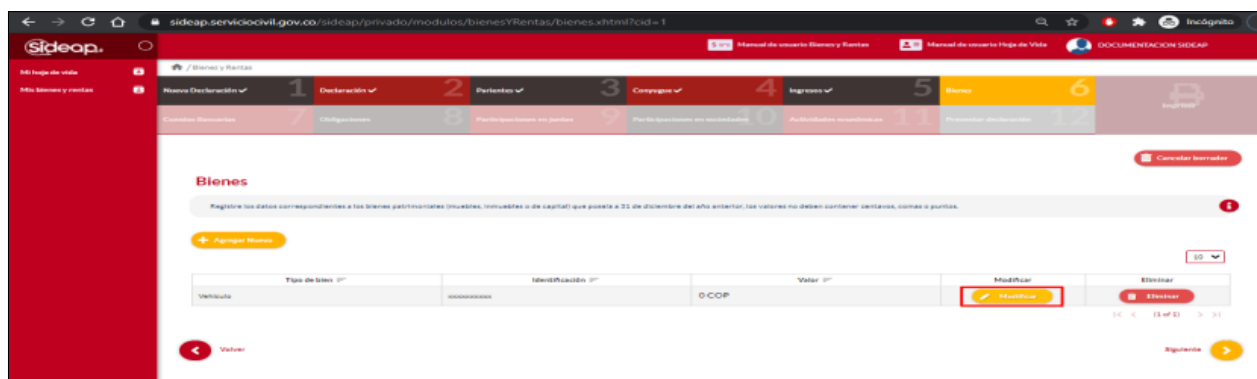 sideap.serviciocivil.gov.co/sideap/privado/modulos/bienesYRentas/bienes.xhtml?cid=1
Incógnito
Sideap.
Manual de usuario Bienes y Rentas
Manual de usuario Hoja de Vida
DOCUMENTACION SIDEAP
Mi hoja de vida
Mis bienes y rentas
/ Bienes y Rentas
Nueva Declaración 1
Declaración 2
Parientes 3
Conyugue 4
Ingresos 5
Bienes 6
Imprimir
Cuentas Bancarias 7
Obligaciones 8
Participaciones en juntas 9
Participaciones en sociedades 10
Actividades económicas 11
Presentar declaración 12
Cancelar borrador
Bienes
Registre los datos correspondientes a los bienes patrimoniales (muebles, inmuebles o de capital) que poseía a 31 de diciembre del año anterior, los valores no deben contener centavos, comas o puntos.
Agregar Nuevo
10
Tipo de bien Identificación Valor Modificar Eliminar
Vehículo xxxxxxxxxx 0 COP Modificar Eliminar
(1 of 1)
Volver
Siguiente